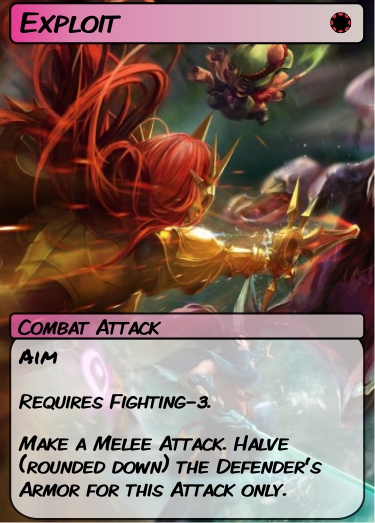 Exploit
Combat Attack
Aim
Requires Fighting-3.
Make a Melee Attack. Halve
(rounded down) the Defender's
Armor for this Attack only.